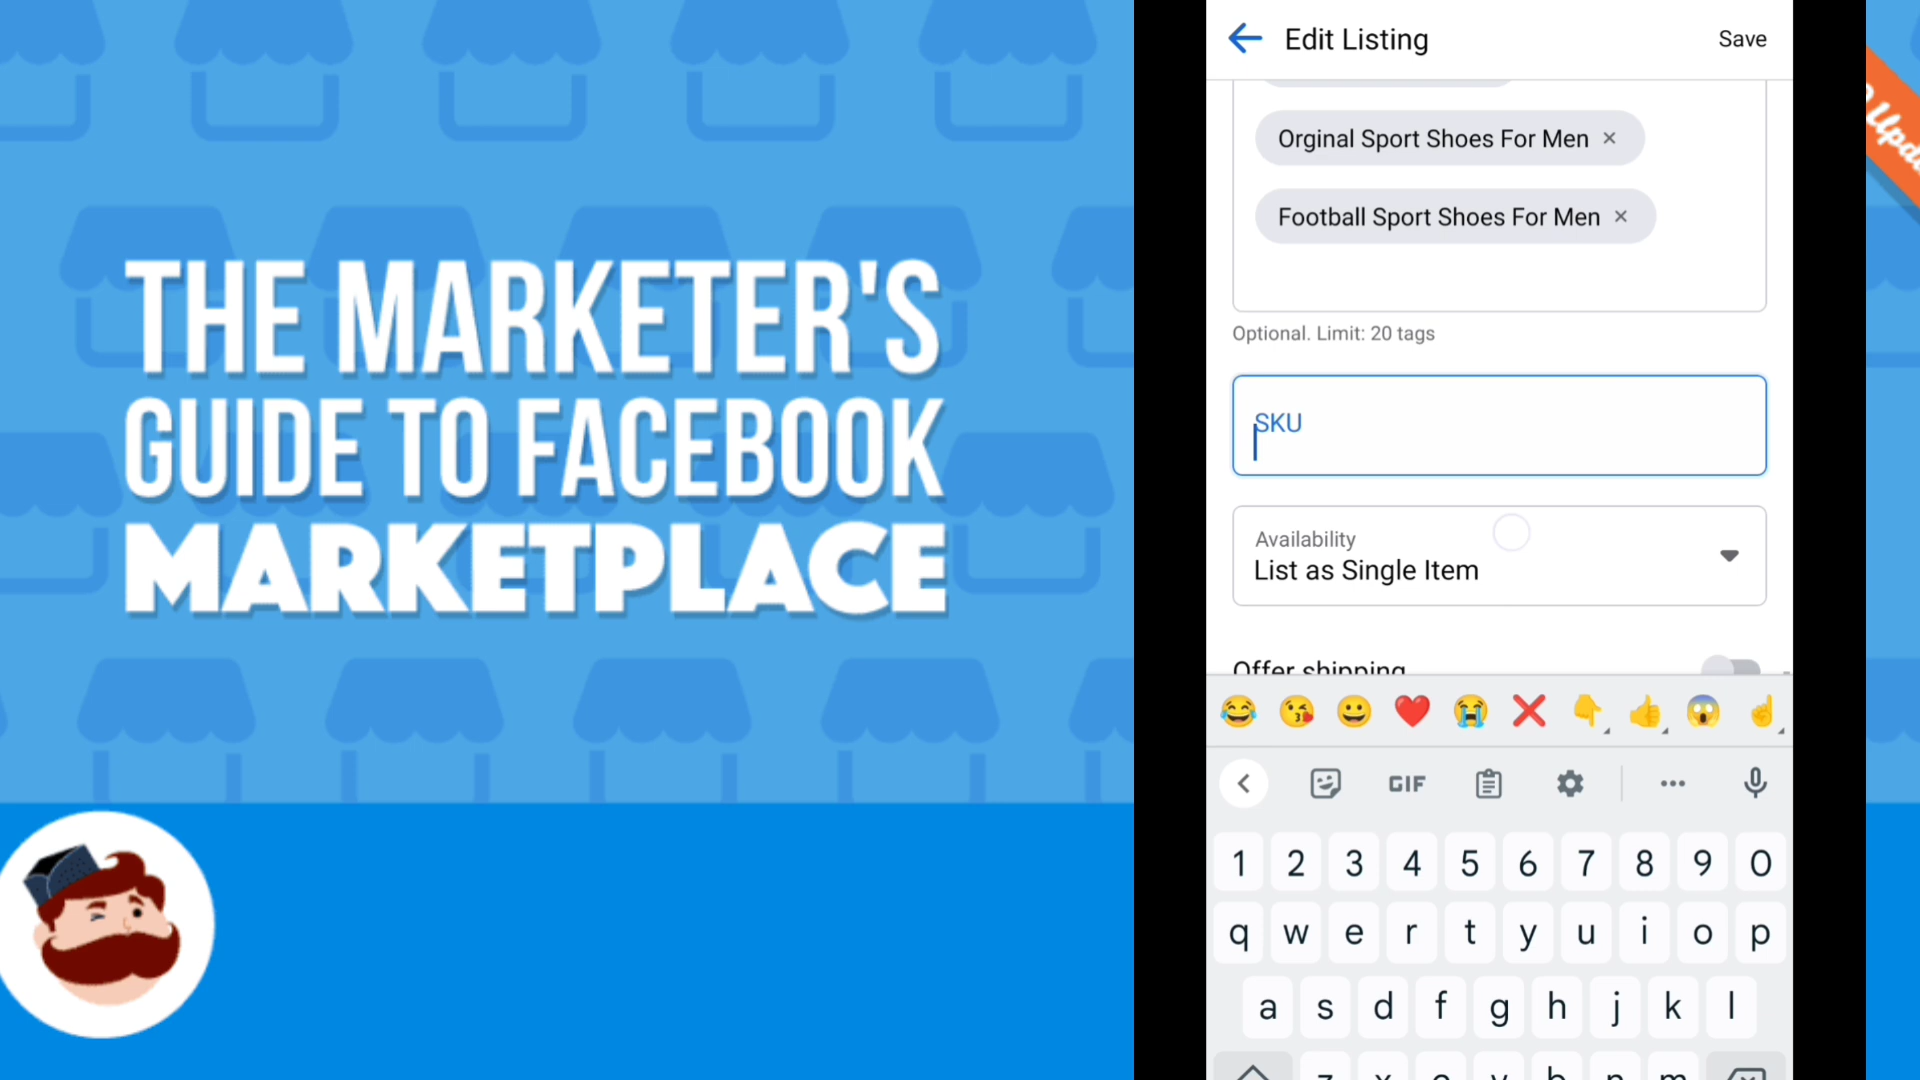 THE MARKETER'S
GUIDE TO FACEBOOK
MARKETPLACE
Edit Listing
Save
Orginal Sport Shoes For Men ×
Football Sport Shoes For Men ×
Optional. Limit: 20 tags
SKU
Availability
List as Single Item
Offer shipping
GIF
1 2 3 4 5 6 7 8 9 0
q w e r t y u i o p
a s d f g h j k l
z x c v b n m